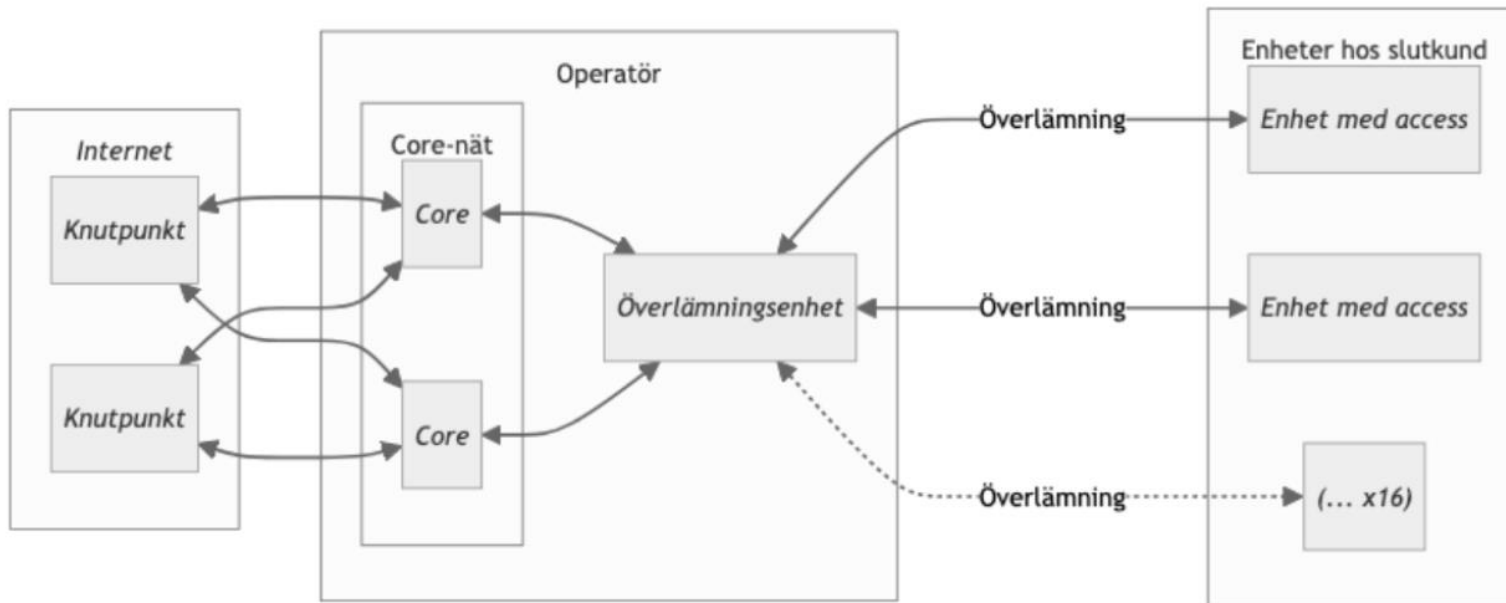 Internet
Knutpunkt
Knutpunkt
Operatör
Core-nät
Core
Core
Överlämningsenhet
Överlämning
Överlämning
Överlämning
Enheter hos slutkund
Enhet med access
Enhet med access
(... x16)